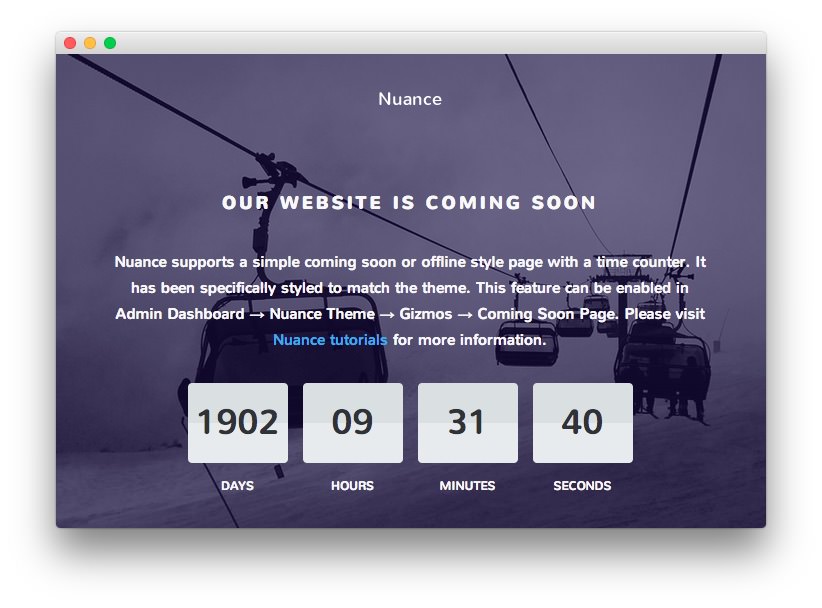 Nuance
OUR WEBSITE IS COMING SOON
Nuance supports a simple coming soon or offline style page with a time counter. It
has been specifically styled to match the theme. This feature can be enabled in
Admin Dashboard → Nuance Theme → Gizmos → Coming Soon Page. Please visit
Nuance tutorials for more information.
1902 09 31 40
DAYS HOURS MINUTES SECONDS